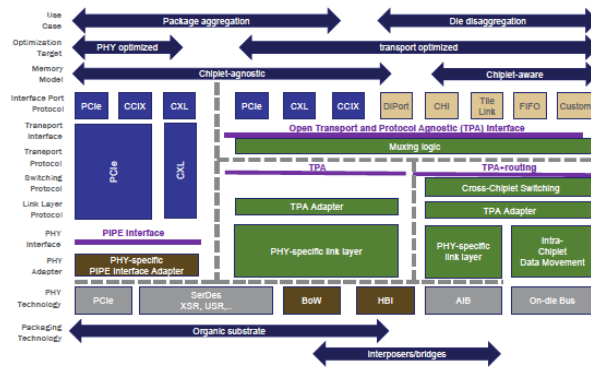 Use Case
Package aggregation
Die disaggregation
Optimization Target
PHY optimized
transport optimized
Memory Model
Chiplet-agnostic
Chiplet-aware
Interface Port Protocol
PCIe
CCIX
CXL
PCIe
CXL
CCIX
DiPort
CHI
Tile Link
FIFO
Custom
Transport Interface
Open Transport and Protocol Agnostic (TPA) Interface
Transport Protocol
Muxing logic
PCIe
CXL
Switching Protocol
TPA
TPA+routing
Cross-Chiplet Switching
Link Layer Protocol
TPA Adapter
TPA Adapter
PHY Interface
PIPE Interface
PHY-specific link layer
PHY-specific link layer
Intra-Chiplet Data Movement
PHY Adapter
PHY-specific PIPE Interface Adapter
PHY Technology
PCIe
SerDes XSR, USR,..
BoW
HBI
AIB
On-die Bus
Packaging Technology
Organic substrate
Interposers/bridges